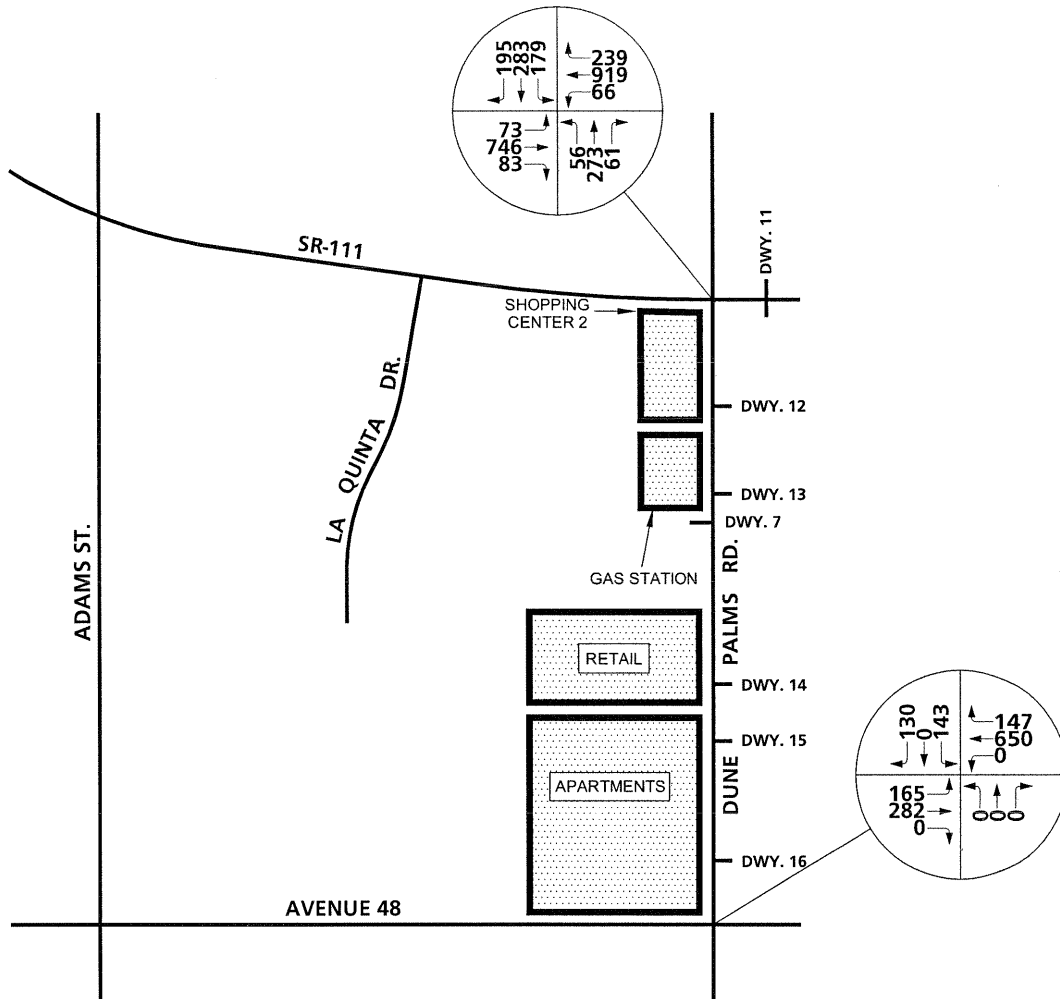 195
283
179
239
919
66
73
746
83
56
273
61
DWY. 11
SR-111
SHOPPING
CENTER 2
LA QUINTA DR.
DWY. 12
DWY. 13
DWY. 7
GAS STATION
ADAMS ST.
DUNE PALMS RD.
RETAIL
DWY. 14
DWY. 15
APARTMENTS
DWY. 16
130
0
143
147
650
0
165
282
0
0
0
0
AVENUE 48